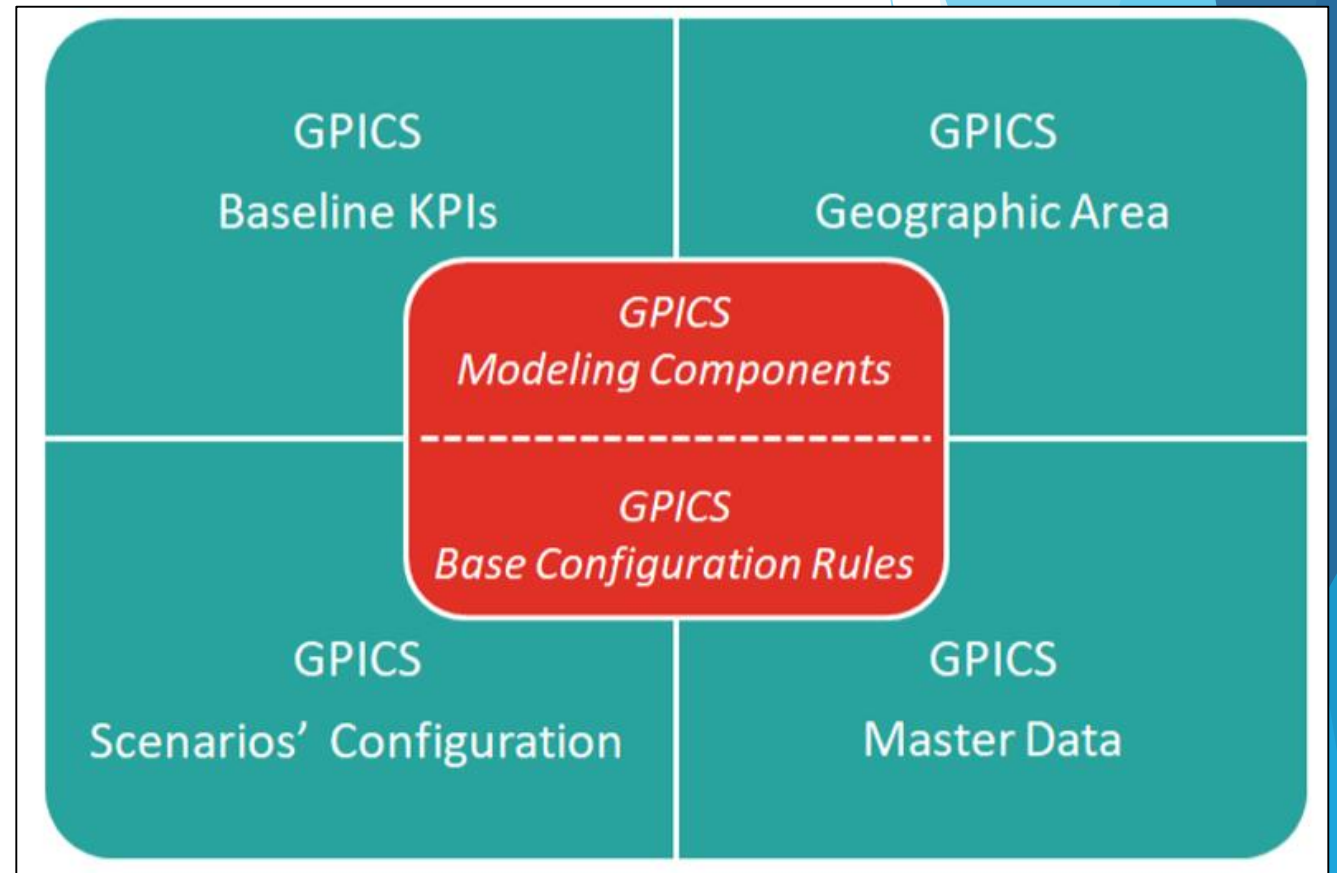 GPICS
Baseline KPIs
GPICS
Geographic Area
GPICS
Modeling Components
GPICS
Base Configuration Rules
GPICS
Scenarios’ Configuration
GPICS
Master Data